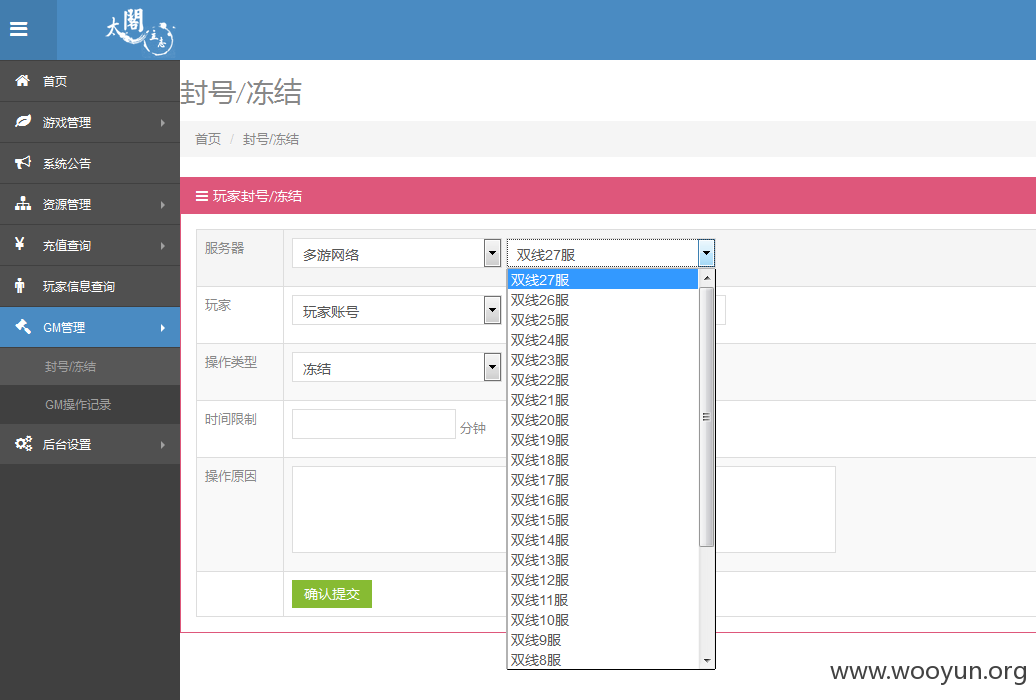 太閤立志
首页
游戏管理
系统公告
资源管理
充值查询
玩家信息查询
GM管理
封号/冻结
GM操作记录
后台设置
封号/冻结
首页 / 封号/冻结
玩家封号/冻结
服务器 多游网络 双线27服
双线27服
双线26服
双线25服
双线24服
双线23服
双线22服
双线21服
双线20服
双线19服
双线18服
双线17服
双线16服
双线15服
双线14服
双线13服
双线12服
双线11服
双线10服
双线9服
双线8服
玩家 玩家账号
操作类型 冻结
时间限制 分钟
操作原因
确认提交
www.wooyun.org